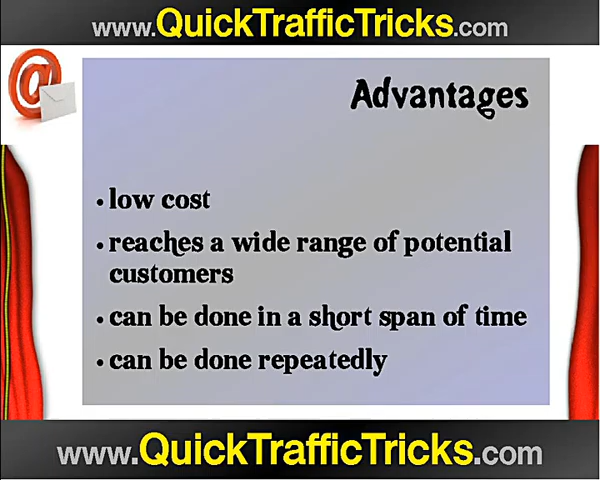 www.QuickTrafficTricks.com
Advantages
• low cost
• reaches a wide range of potential
customers
• can be done in a short span of time
• can be done repeatedly
www.QuickTrafficTricks.com